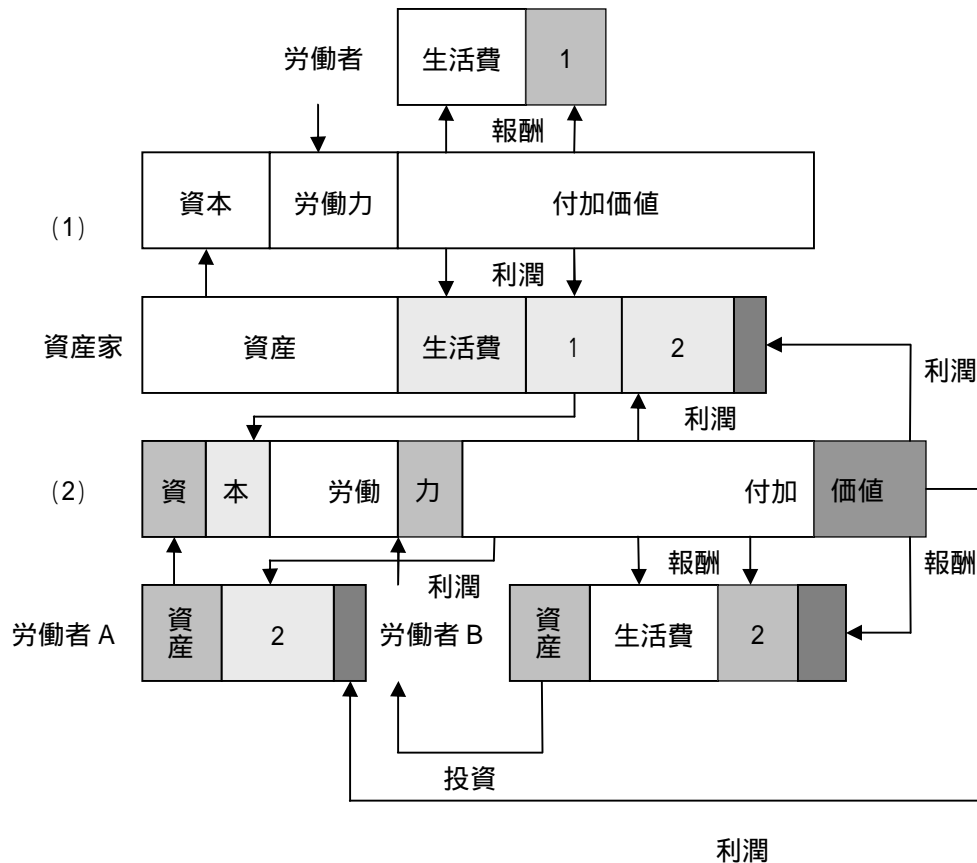 労働者 生活費 1
報酬
資本 労働力 付加価値
(1)
利潤
資産家 資産 生活費 1 2
利潤
利潤
(2) 資 本 労働 力 付加 価値
利潤 報酬 報酬
労働者 A 資産 2 労働者 B 資産 生活費 2
投資
利潤